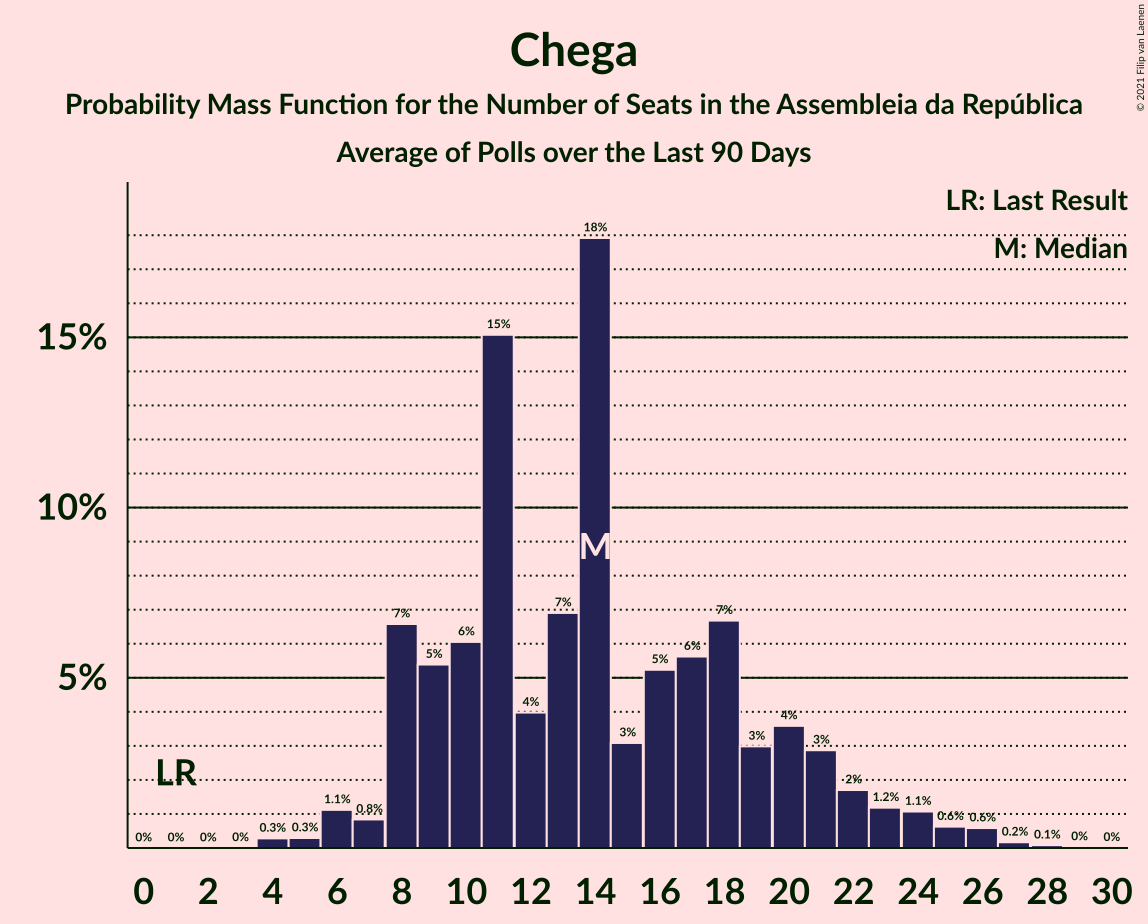 Chega
Probability Mass Function for the Number of Seats in the Assembleia da República
Average of Polls over the Last 90 Days
© 2021 Filip van Laenen
LR: Last Result
M: Median
15%
10%
5%
0% 0% 0% 0% 0.3% 0.3% 1.1% 0.8% 7% 5% 6% 15% 4% 7% 18% 3% 5% 6% 7% 3% 4% 3% 2% 1.2% 1.1% 0.6% 0.6% 0.2% 0.1% 0% 0%
M
LR
0 2 4 6 8 10 12 14 16 18 20 22 24 26 28 30